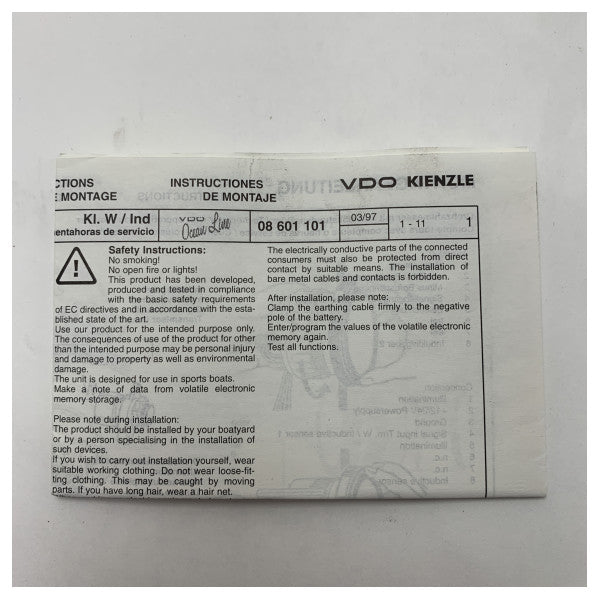 CTIONS INSTRUCTIONES VDO KIENZLE
E MONTAGE DE MONTAJE
Kl. W / Ind VDO Ocean Line 08 601 101 03/97 1 - 11 1
entahoras de servicio
Safety Instructions:
No smoking!
No open fire or lights!
This product has been developed,
produced and tested in compliance
with the basic safety requirements
of EC directives and in accordance with the esta-
blished state of the art.
Use our product for the intended purpose only.
The consequences of use of the product for other
than the intended purpose may be personal injury
and damage to property as well as environmental
damage.
The unit is designed for use in sports boats.
Make a note of data from volatile electronic
memory storage.
Please note during installation:
The product should be installed by your boatyard
or by a person specialising in the installation of
such devices.
If you wish to carry out installation yourself, wear
suitable working clothing. Do not wear loose-fit-
ting clothing. This may be caught by moving
parts. If you have long hair, wear a hair net.
The electrically conductive parts of the connected
consumers must also be protected from direct
contact by suitable means. The installation of
bare metal cables and contacts is forbidden.
After installation, please note:
Clamp the earthing cable firmly to the negative
pole of the battery.
Enter/program the values of the volatile electronic
memory again.
Test all functions.